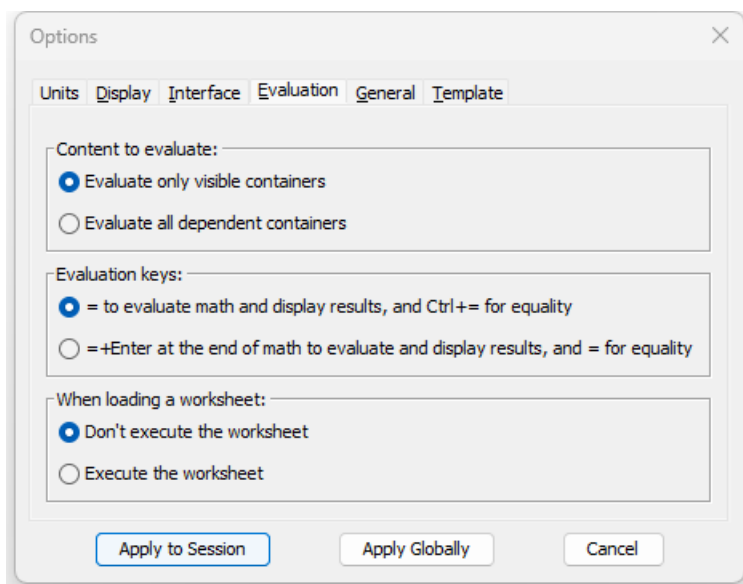 Options
Units Display Interface Evaluation General Template
Content to evaluate:
Evaluate only visible containers
Evaluate all dependent containers
Evaluation keys:
= to evaluate math and display results, and Ctrl+= for equality
=+Enter at the end of math to evaluate and display results, and = for equality
When loading a worksheet:
Don't execute the worksheet
Execute the worksheet
Apply to Session Apply Globally Cancel